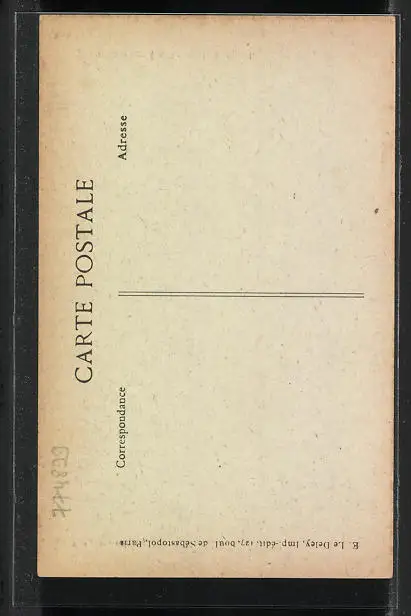 CARTE POSTALE
Correspondance
Adresse
E. Le Deley, Imp.-édit. 127, boul de Sébastopol, Paris